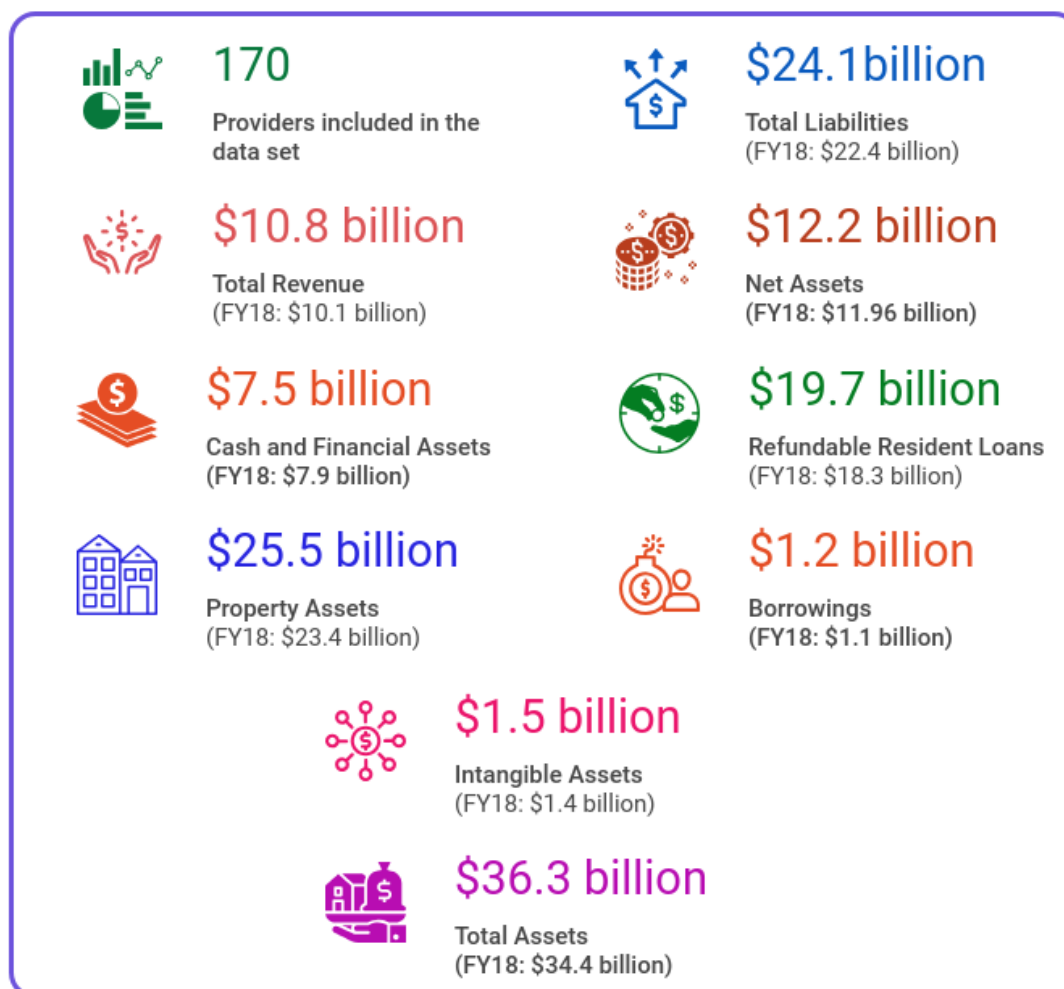 170
Providers included in the
data set
$24.1billion
Total Liabilities
(FY18: $22.4 billion)
$10.8 billion
Total Revenue
(FY18: $10.1 billion)
$12.2 billion
Net Assets
(FY18: $11.96 billion)
$7.5 billion
Cash and Financial Assets
(FY18: $7.9 billion)
$19.7 billion
Refundable Resident Loans
(FY18: $18.3 billion)
$25.5 billion
Property Assets
(FY18: $23.4 billion)
$1.2 billion
Borrowings
(FY18: $1.1 billion)
$1.5 billion
Intangible Assets
(FY18: $1.4 billion)
$36.3 billion
Total Assets
(FY18: $34.4 billion)